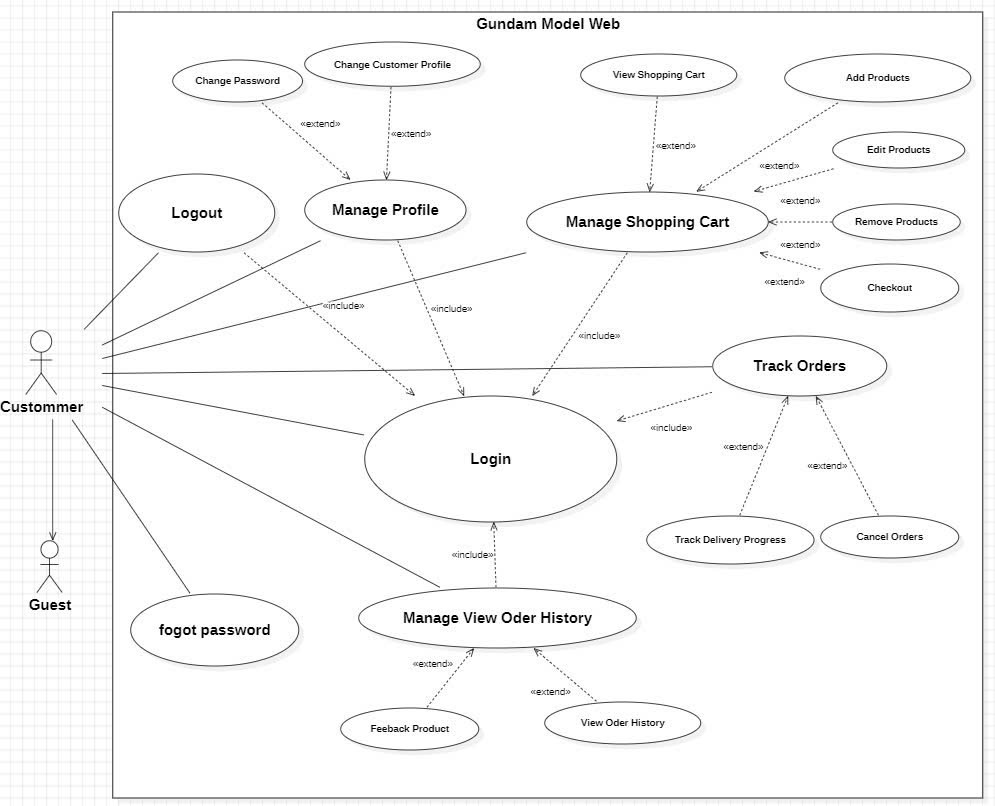 Gundam Model Web
Change Password
Change Customer Profile
View Shopping Cart
Add Products
«extend»
«extend»
«extend»
Edit Products
«extend»
Logout
Manage Profile
Manage Shopping Cart
«extend»
Remove Products
«extend»
Checkout
«extend»
«include»
«include»
«include»
Custommer
Track Orders
«include»
Login
«extend»
«extend»
Track Delivery Progress
Cancel Orders
«include»
Guest
fogot password
Manage View Oder History
«extend»
«extend»
Feeback Product
View Oder History